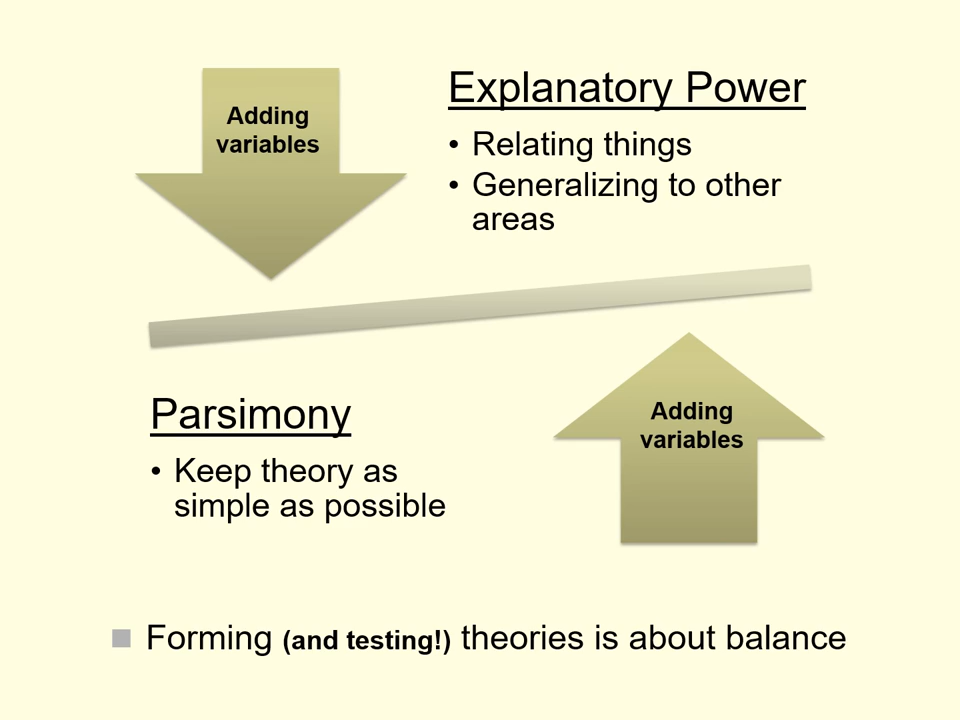 Adding
variables
Explanatory Power
• Relating things
• Generalizing to other
areas
Parsimony
• Keep theory as
simple as possible
Adding
variables
Forming (and testing!) theories is about balance